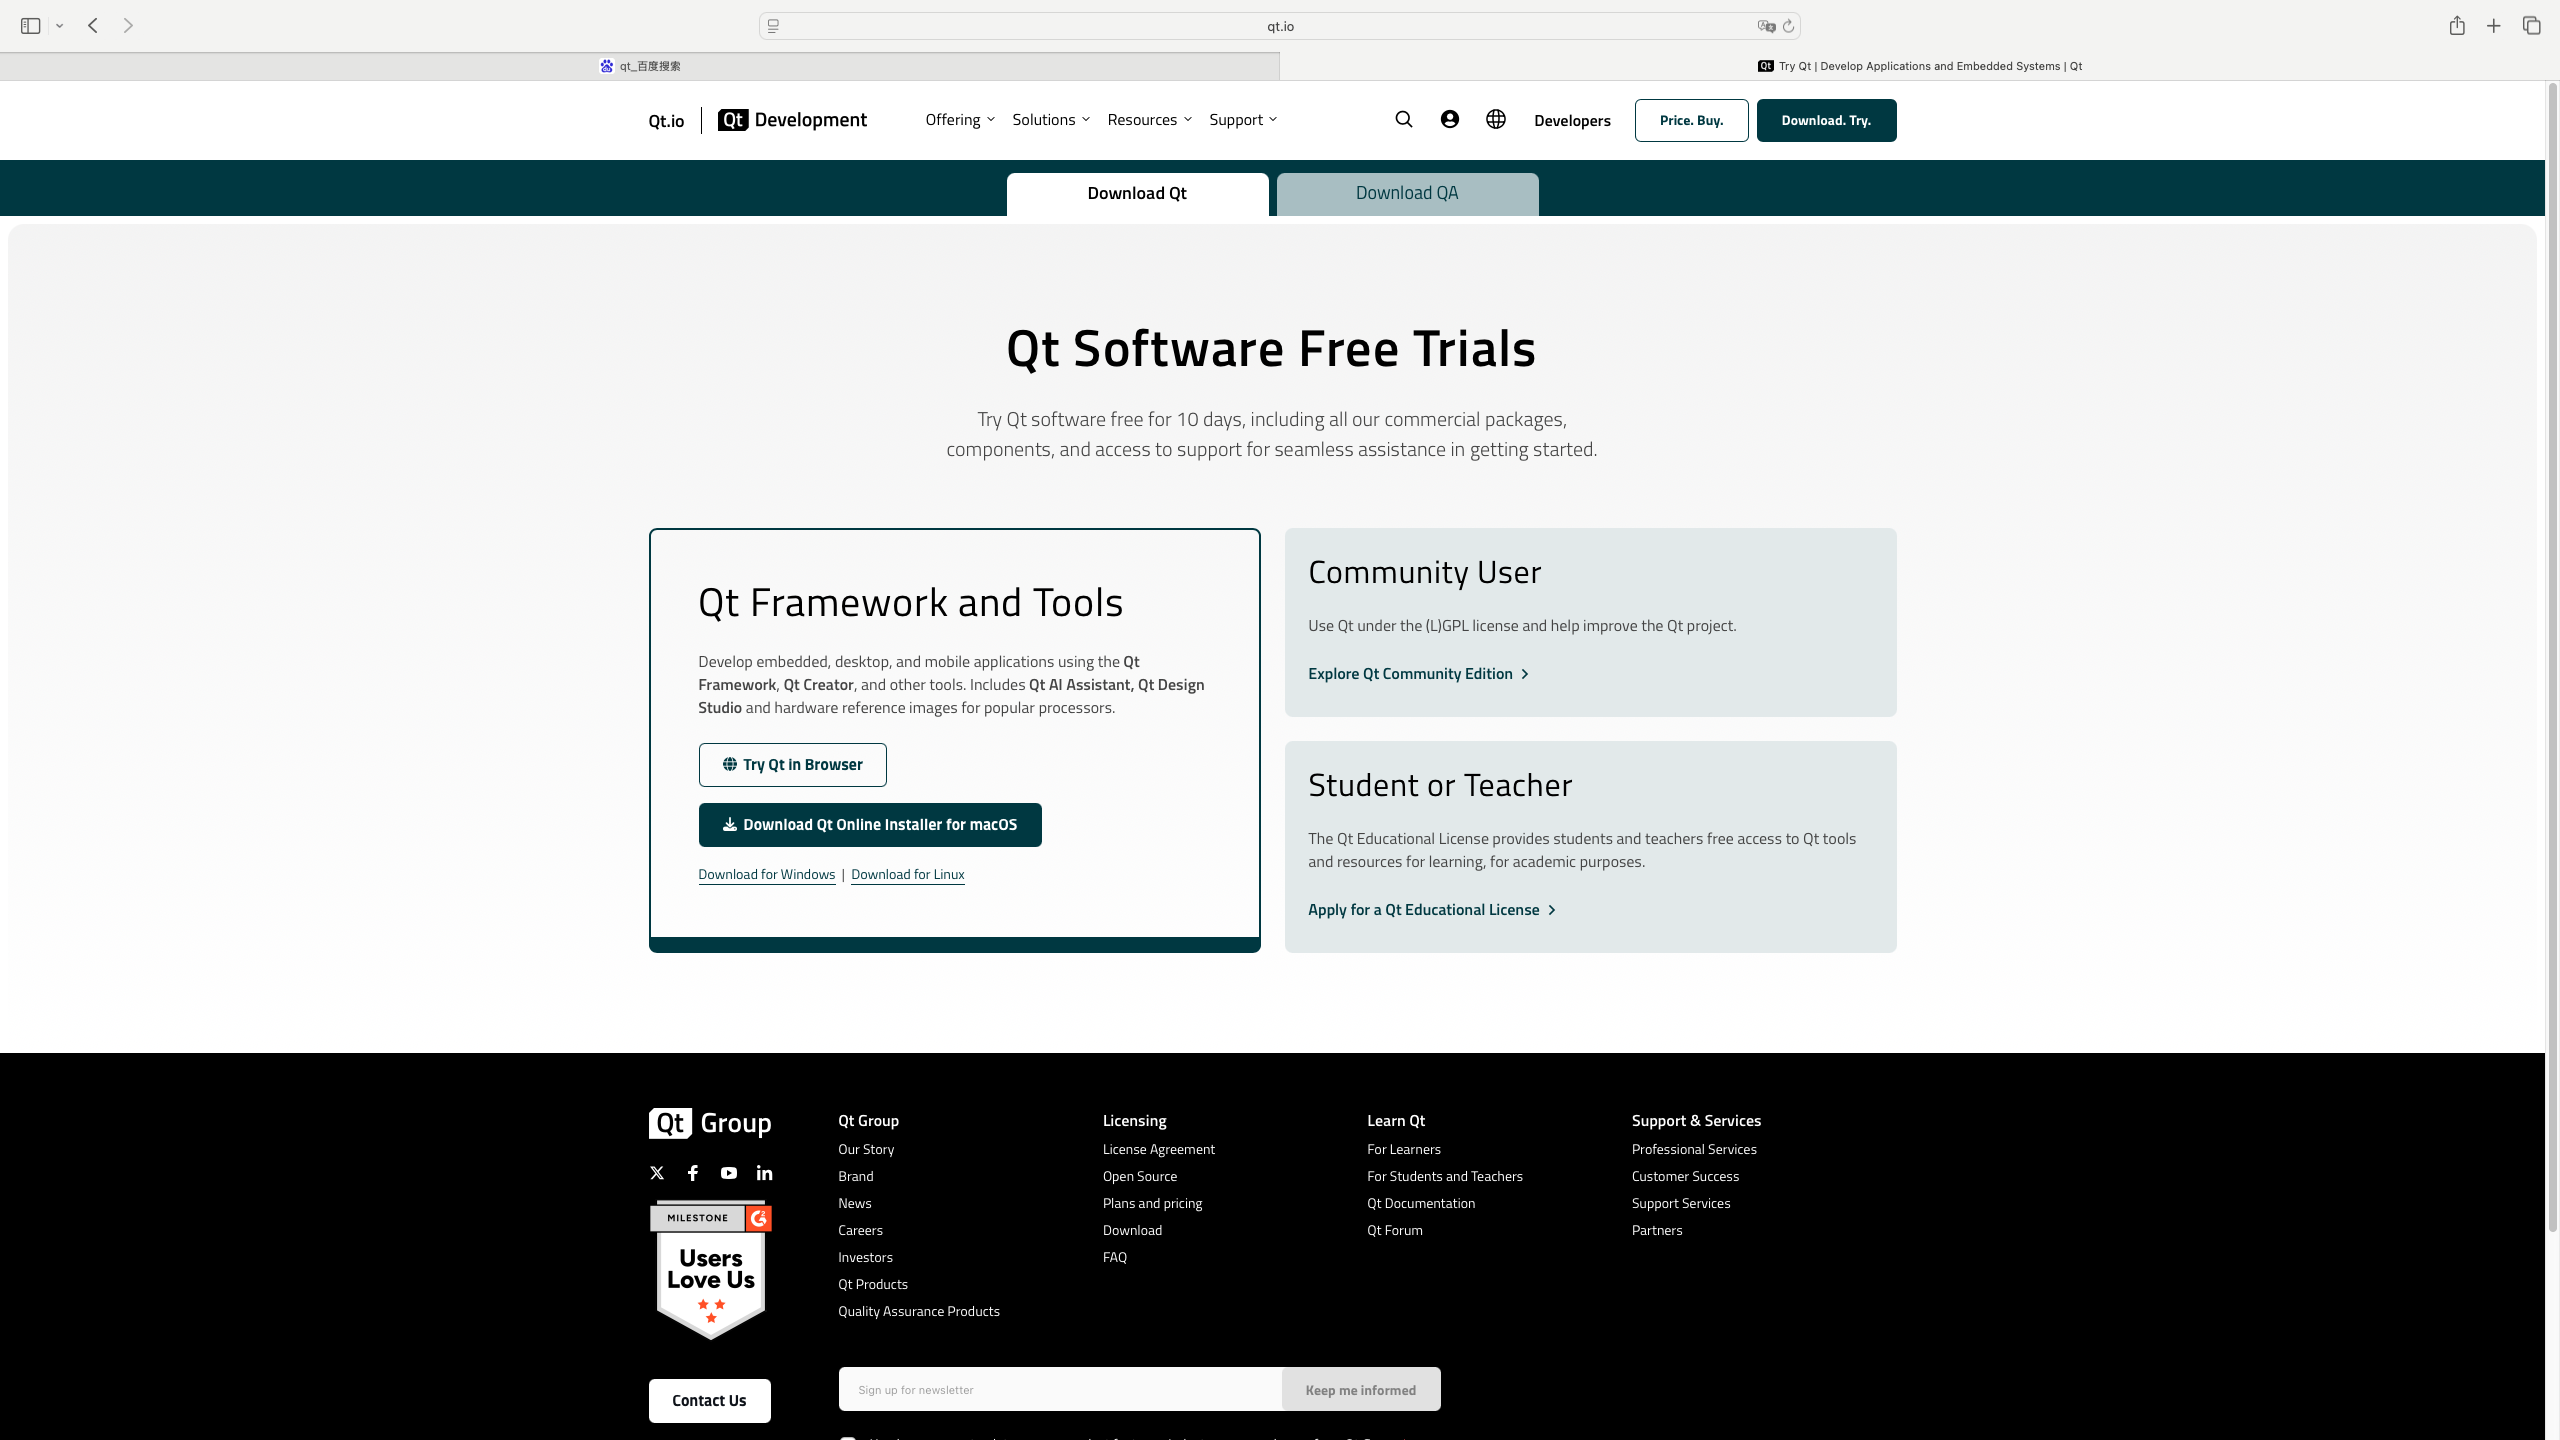 qt.io
qt_百度搜索
Qt Try Qt | Develop Applications and Embedded Systems | Qt
Qt.io
Qt Development
Offering
Solutions
Resources
Support
Developers
Price. Buy.
Download. Try.
Download Qt
Download QA
Qt Software Free Trials
Try Qt software free for 10 days, including all our commercial packages,
components, and access to support for seamless assistance in getting started.
Qt Framework and Tools
Develop embedded, desktop, and mobile applications using the Qt
Framework, Qt Creator, and other tools. Includes Qt AI Assistant, Qt Design
Studio and hardware reference images for popular processors.
Try Qt in Browser
Download Qt Online Installer for macOS
Download for Windows | Download for Linux
Community User
Use Qt under the (L)GPL license and help improve the Qt project.
Explore Qt Community Edition
Student or Teacher
The Qt Educational License provides students and teachers free access to Qt tools
and resources for learning, for academic purposes.
Apply for a Qt Educational License
Qt Group
MILESTONE
Users
Love Us
Contact Us
Qt Group
Our Story
Brand
News
Careers
Investors
Qt Products
Quality Assurance Products
Licensing
License Agreement
Open Source
Plans and pricing
Download
FAQ
Learn Qt
For Learners
For Students and Teachers
Qt Documentation
Qt Forum
Support & Services
Professional Services
Customer Success
Support Services
Partners
Sign up for newsletter
Keep me informed